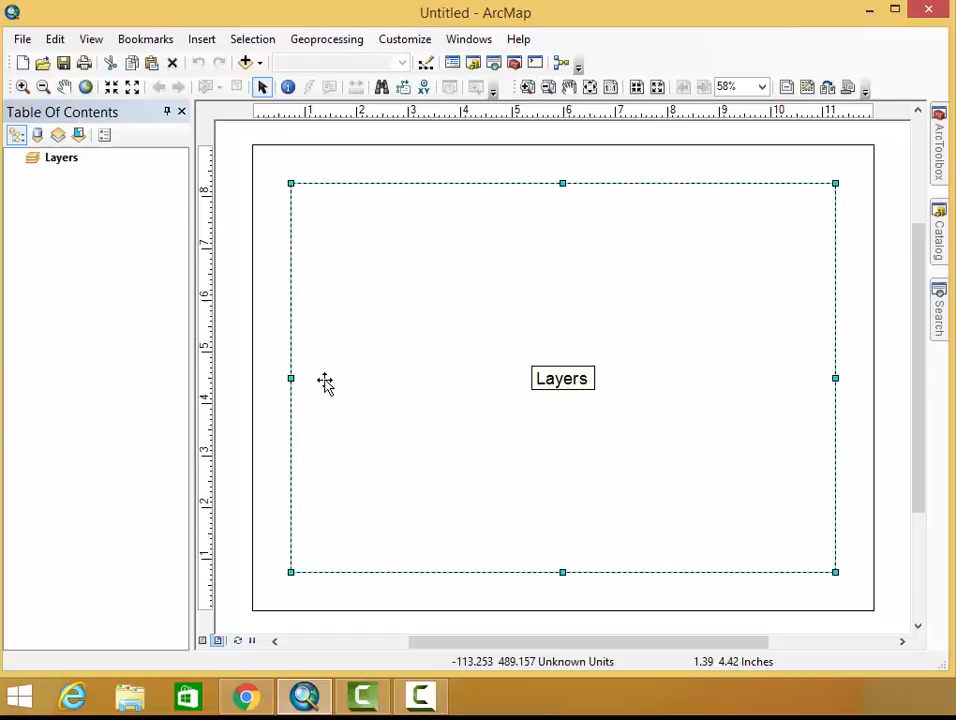 Untitled - ArcMap
File Edit View Bookmarks Insert Selection Geoprocessing Customize Windows Help
58%
Table Of Contents
Layers
1 2 3 4 5 6 7 8 9 10 11
8
7
6
5
4
3
2
1
Layers
ArcToolbox
Catalog
Search
-113.253 489.157 Unknown Units 1.39 4.42 Inches